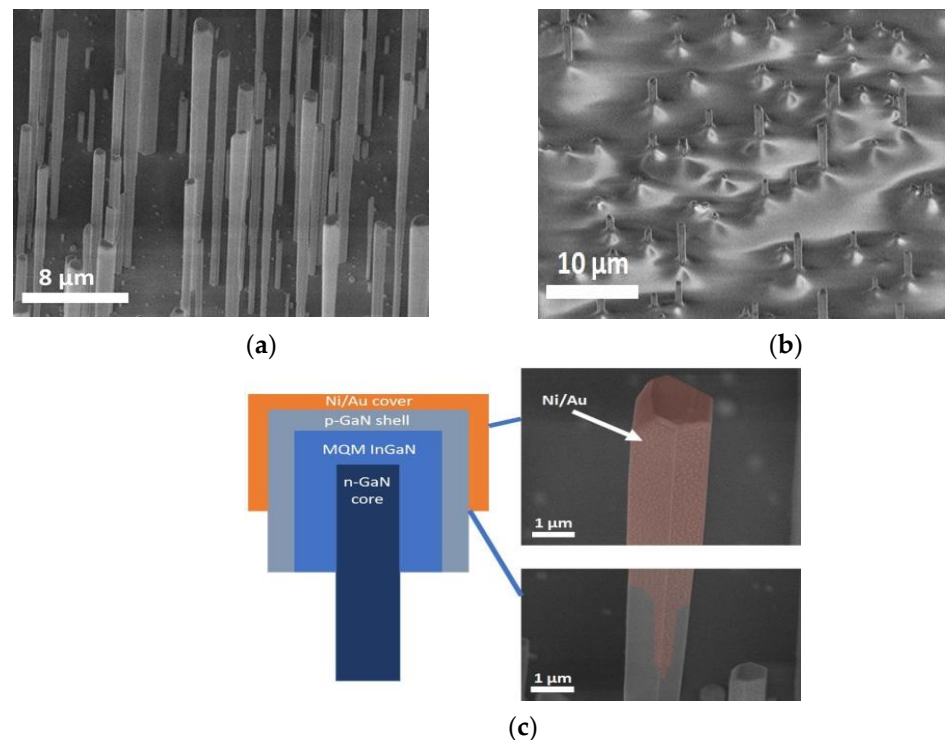 8 μm
10 μm
(a)
(b)
Ni/Au cover
p-GaN shell
MQM InGaN
n-GaN
core
Ni/Au
1 μm
1 μm
(c)